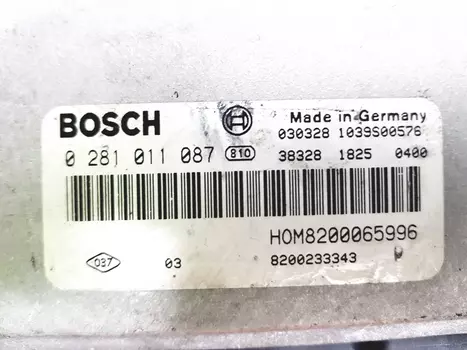 BOSCH
Made in Germany
030328 1039S00576
0 281 011 087 810 38328 1825 0400
HOM8200065996
037 03 8200233343